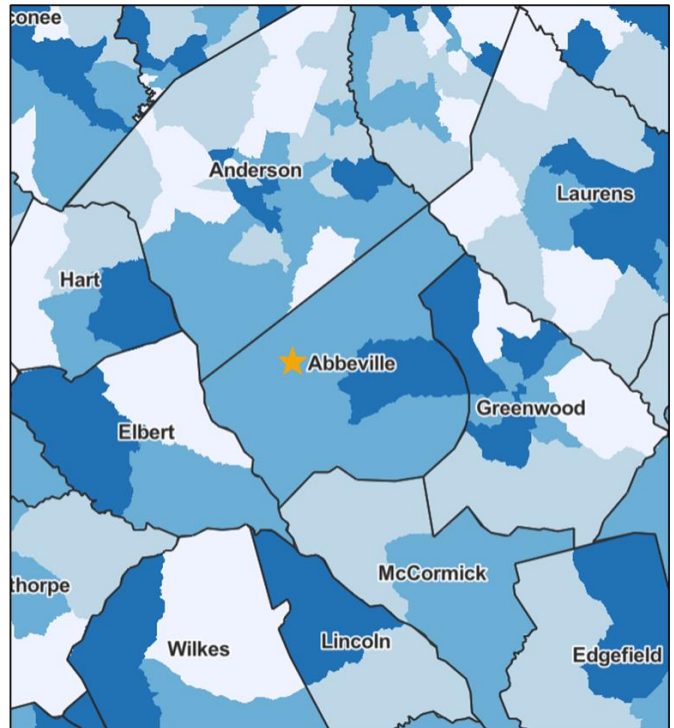 conee
Anderson
Laurens
Hart
Abbeville
Greenwood
Elbert
McCormick
thorpe
Wilkes
Lincoln
Edgefield